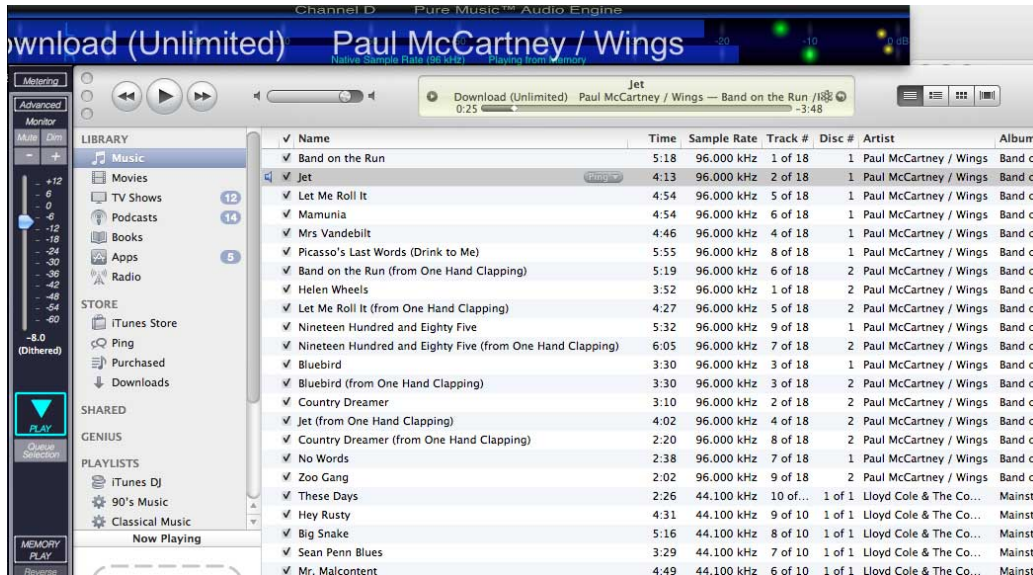 Channel D Pure Music™ Audio Engine
ownload (Unlimited) Paul McCartney / Wings
-20 -10 0 dB
Native Sample Rate (96 kHz) Playing from Memory
Metering
Advanced
Monitor
Mute Dim
- +
+12
6
0
-6
-12
-18
-24
-30
-36
-42
-48
-54
-60
-8.0
(Dithered)
PLAY
Queue
Selection
MEMORY
PLAY
Reverse
Jet
Download (Unlimited) Paul McCartney / Wings — Band on the Run /
0:25 -3:48
LIBRARY
Music
Movies
TV Shows 12
Podcasts 14
Books
Apps 5
Radio
STORE
iTunes Store
Ping
Purchased
Downloads
SHARED
GENIUS
PLAYLISTS
iTunes DJ
90's Music
Classical Music
Now Playing
✓ Name Time Sample Rate Track # Disc # Artist Album
✓ Band on the Run 5:18 96.000 kHz 1 of 18 1 Paul McCartney / Wings Band o
✓ Jet Ping 4:13 96.000 kHz 2 of 18 1 Paul McCartney / Wings Band o
✓ Let Me Roll It 4:54 96.000 kHz 5 of 18 1 Paul McCartney / Wings Band o
✓ Mamunia 4:54 96.000 kHz 6 of 18 1 Paul McCartney / Wings Band o
✓ Mrs Vandebilt 4:46 96.000 kHz 4 of 18 1 Paul McCartney / Wings Band o
✓ Picasso's Last Words (Drink to Me) 5:55 96.000 kHz 8 of 18 1 Paul McCartney / Wings Band o
✓ Band on the Run (from One Hand Clapping) 5:19 96.000 kHz 6 of 18 2 Paul McCartney / Wings Band o
✓ Helen Wheels 3:52 96.000 kHz 1 of 18 2 Paul McCartney / Wings Band o
✓ Let Me Roll It (from One Hand Clapping) 4:27 96.000 kHz 5 of 18 2 Paul McCartney / Wings Band o
✓ Nineteen Hundred and Eighty Five 5:32 96.000 kHz 9 of 18 1 Paul McCartney / Wings Band o
✓ Nineteen Hundred and Eighty Five (from One Hand Clapping) 6:05 96.000 kHz 7 of 18 2 Paul McCartney / Wings Band o
✓ Bluebird 3:30 96.000 kHz 3 of 18 1 Paul McCartney / Wings Band o
✓ Bluebird (from One Hand Clapping) 3:30 96.000 kHz 3 of 18 2 Paul McCartney / Wings Band o
✓ Country Dreamer 3:10 96.000 kHz 2 of 18 2 Paul McCartney / Wings Band o
✓ Jet (from One Hand Clapping) 4:02 96.000 kHz 4 of 18 2 Paul McCartney / Wings Band o
✓ Country Dreamer (from One Hand Clapping) 2:20 96.000 kHz 8 of 18 2 Paul McCartney / Wings Band o
✓ No Words 2:38 96.000 kHz 7 of 18 1 Paul McCartney / Wings Band o
✓ Zoo Gang 2:02 96.000 kHz 9 of 18 2 Paul McCartney / Wings Band o
✓ These Days 2:26 44.100 kHz 10 of... 1 of 1 Lloyd Cole & The Co... Mainst
✓ Hey Rusty 4:31 44.100 kHz 9 of 10 1 of 1 Lloyd Cole & The Co... Mainst
✓ Big Snake 5:16 44.100 kHz 8 of 10 1 of 1 Lloyd Cole & The Co... Mainst
✓ Sean Penn Blues 3:29 44.100 kHz 7 of 10 1 of 1 Lloyd Cole & The Co... Mainst
✓ Mr. Malcontent 4:49 44.100 kHz 6 of 10 1 of 1 Lloyd Cole & The Co... Mainst